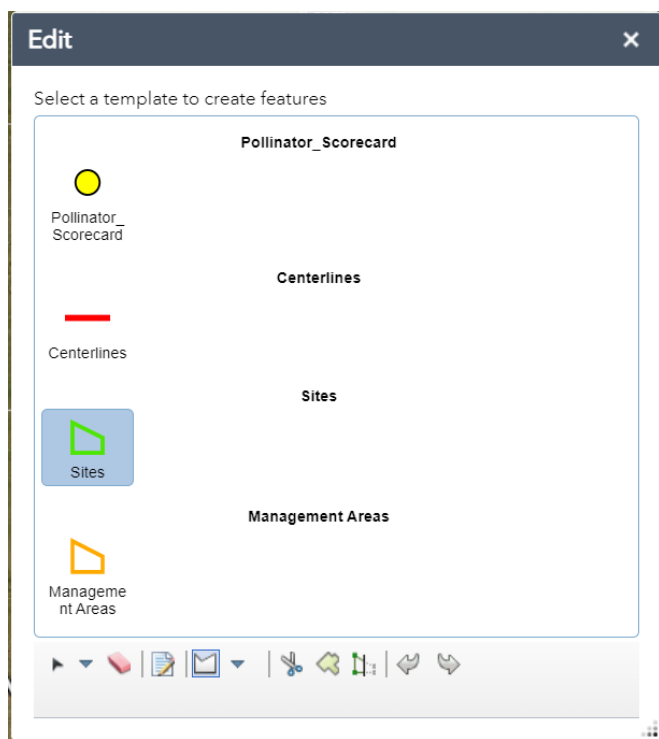 Edit
Select a template to create features
Pollinator_Scorecard
Pollinator_
Scorecard
Centerlines
Centerlines
Sites
Sites
Management Areas
Manageme
nt Areas